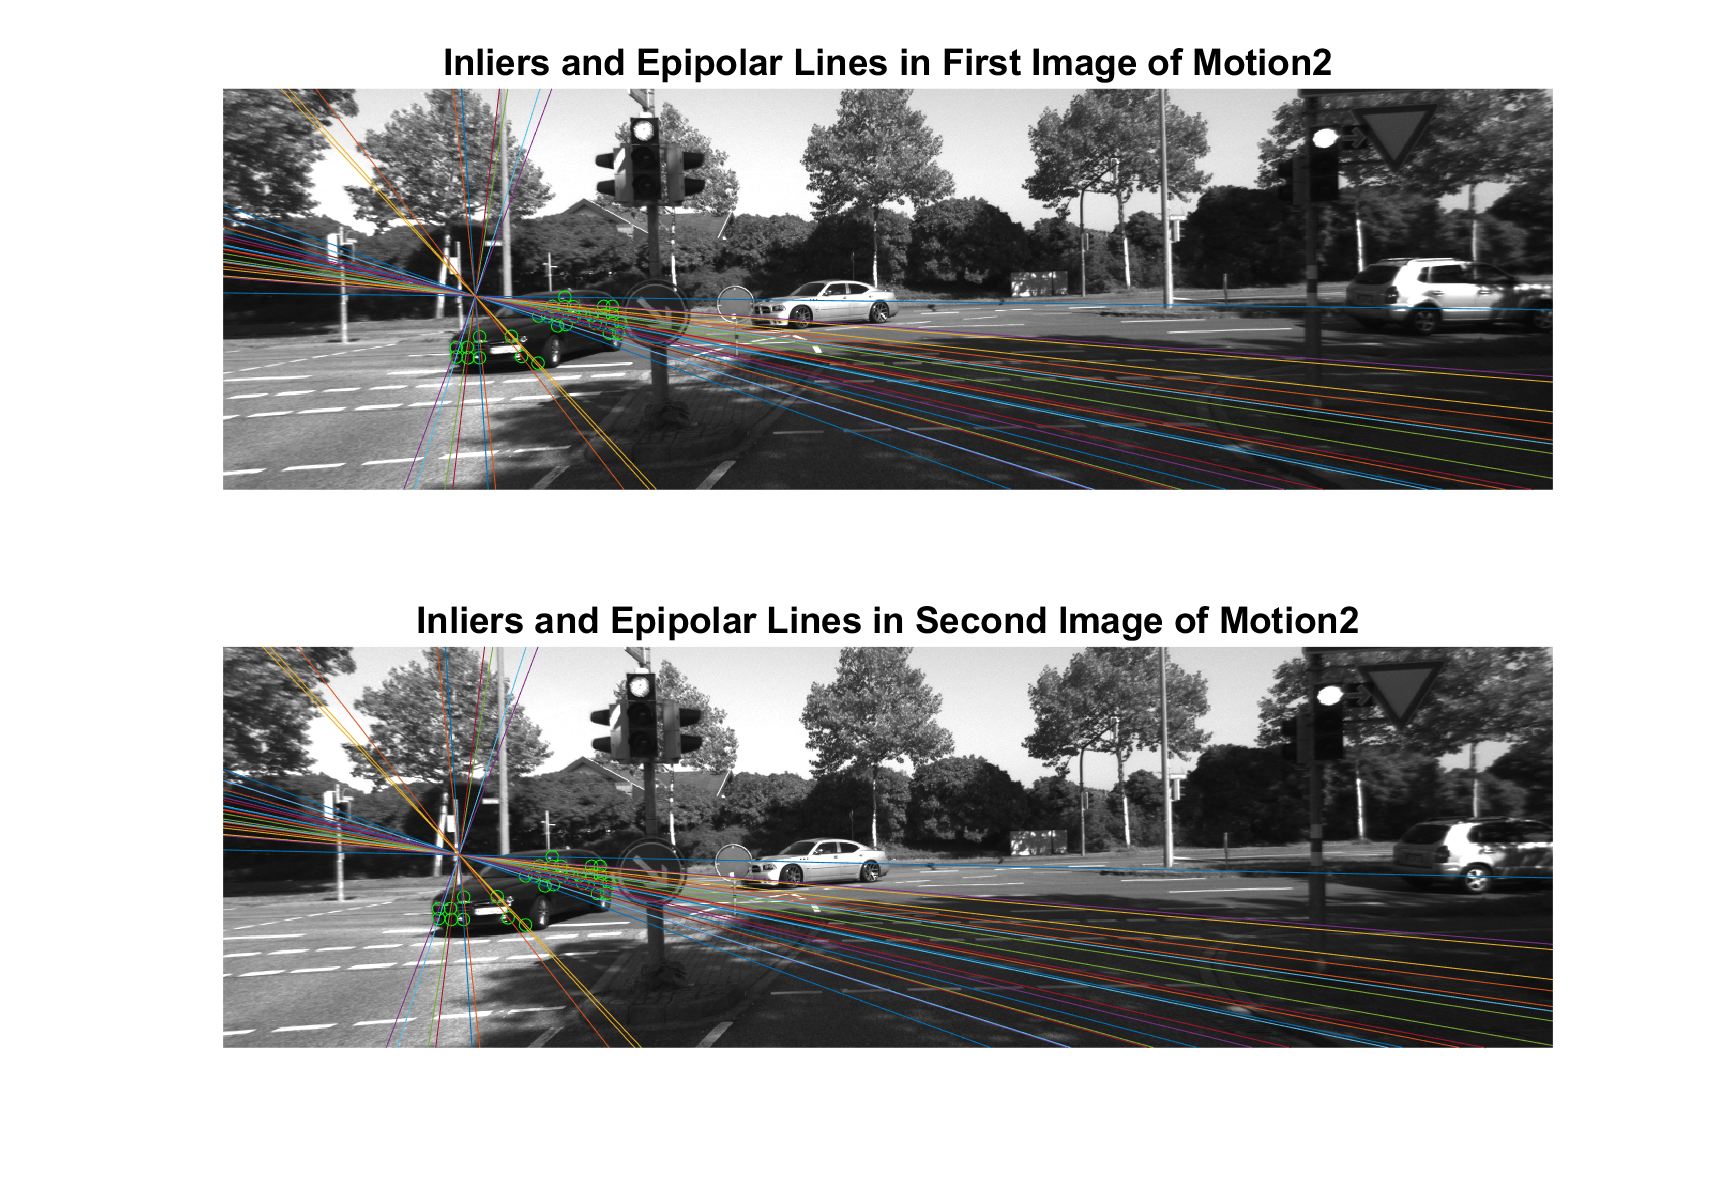 Inliers and Epipolar Lines in First Image of Motion2
Inliers and Epipolar Lines in Second Image of Motion2